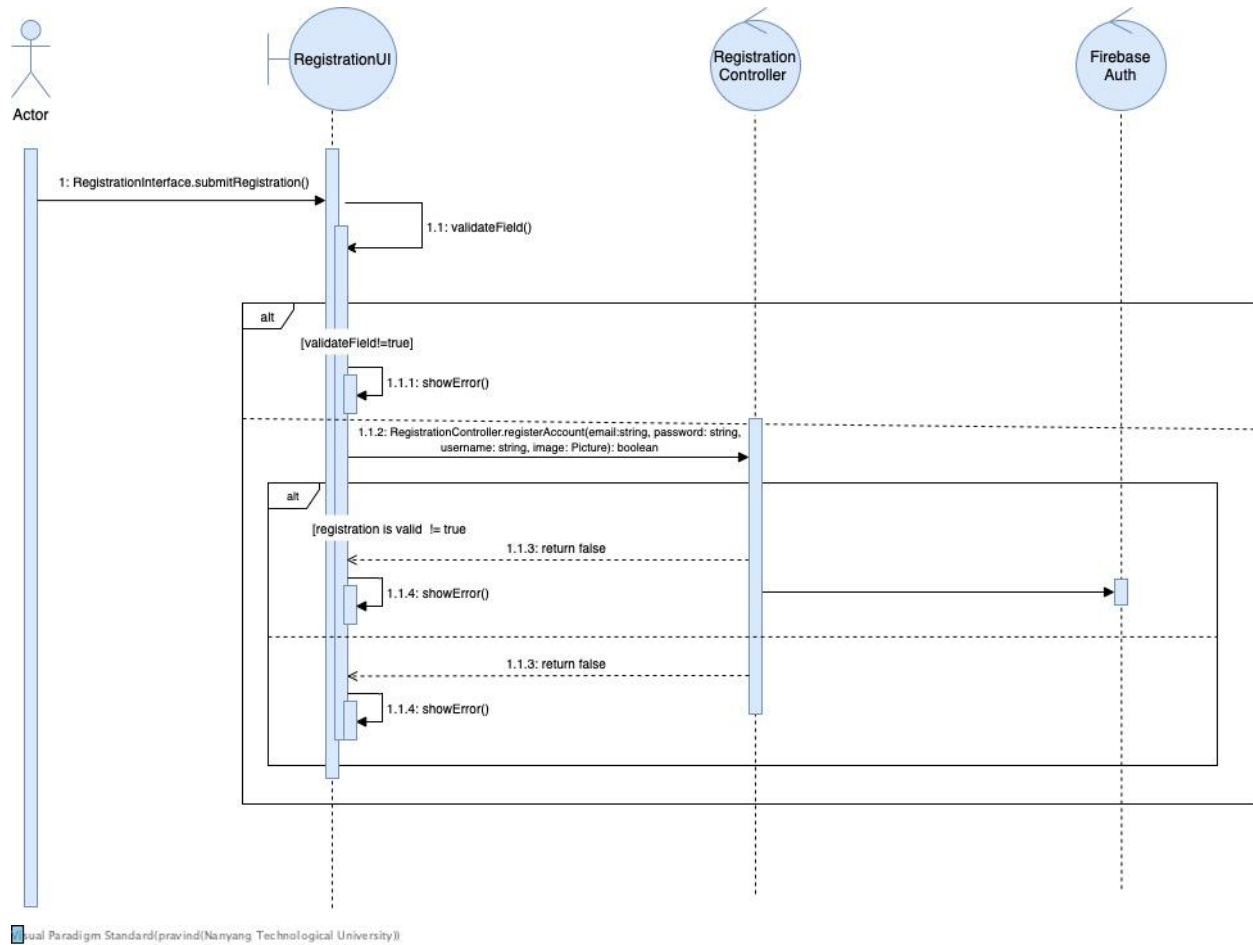 RegistrationUI
Registration
Controller
Firebase
Auth
Actor
1: RegistrationInterface.submitRegistration()
1.1: validateField()
alt
[validateField!=true]
1.1.1: showError()
1.1.2: RegistrationController.registerAccount(email:string, password: string,
username: string, image: Picture): boolean
alt
[registration is valid != true
1.1.3: return false
1.1.4: showError()
1.1.3: return false
1.1.4: showError()
Visual Paradigm Standard(pravind(Nanyang Technological University))